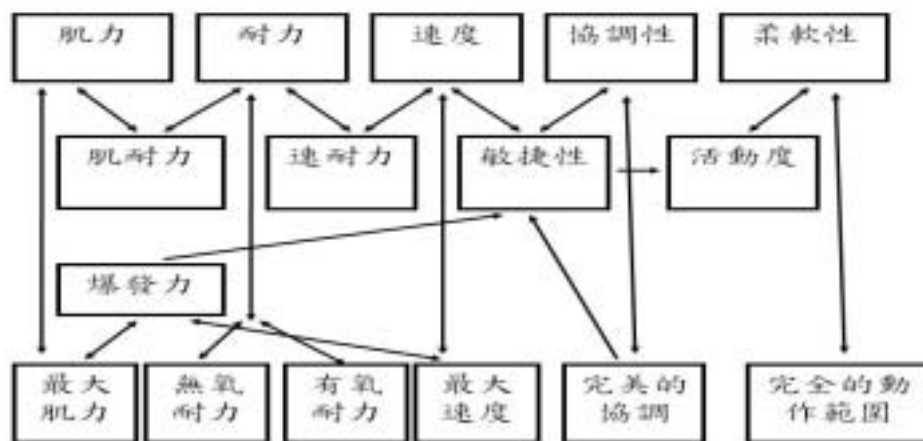 肌力
耐力
速度
協調性
柔軟性
肌耐力
速耐力
敏捷性
活動度
爆發力
最大
肌力
無氧
耐力
有氧
耐力
最大
速度
完美的
協調
完全的動
作範圍